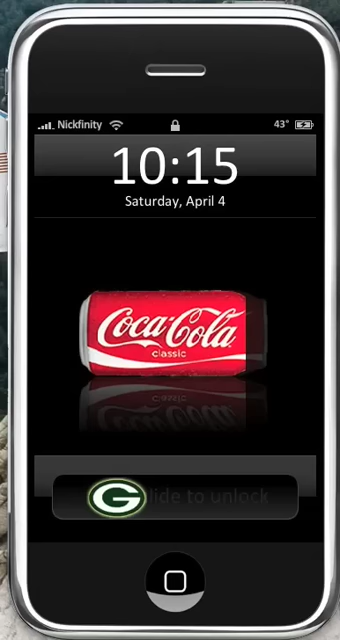 Nickfinity 43°
10:15
Saturday, April 4
Coca-Cola
classic
G lide to unlock